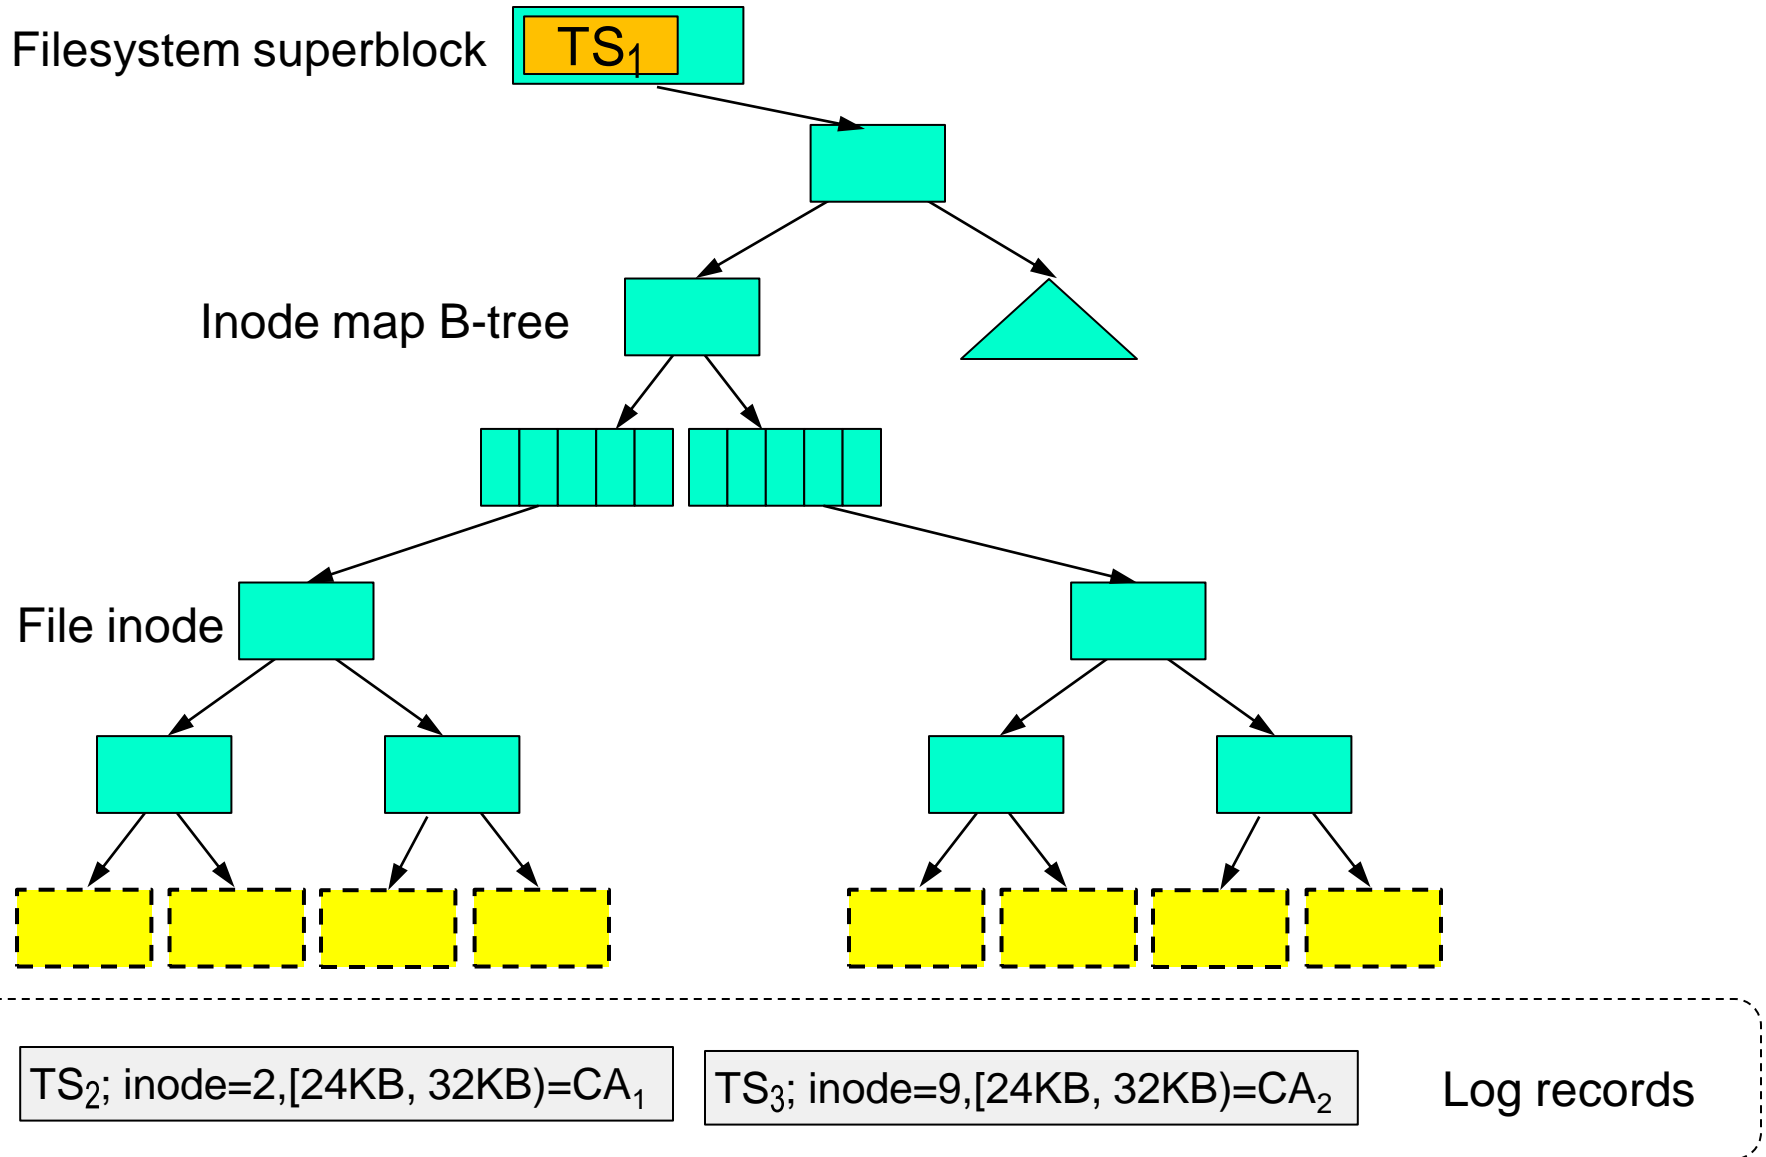 Filesystem superblock
TS₁
Inode map B-tree
File inode
TS₂; inode=2,[24KB, 32KB)=CA₁
TS₃; inode=9,[24KB, 32KB)=CA₂
Log records